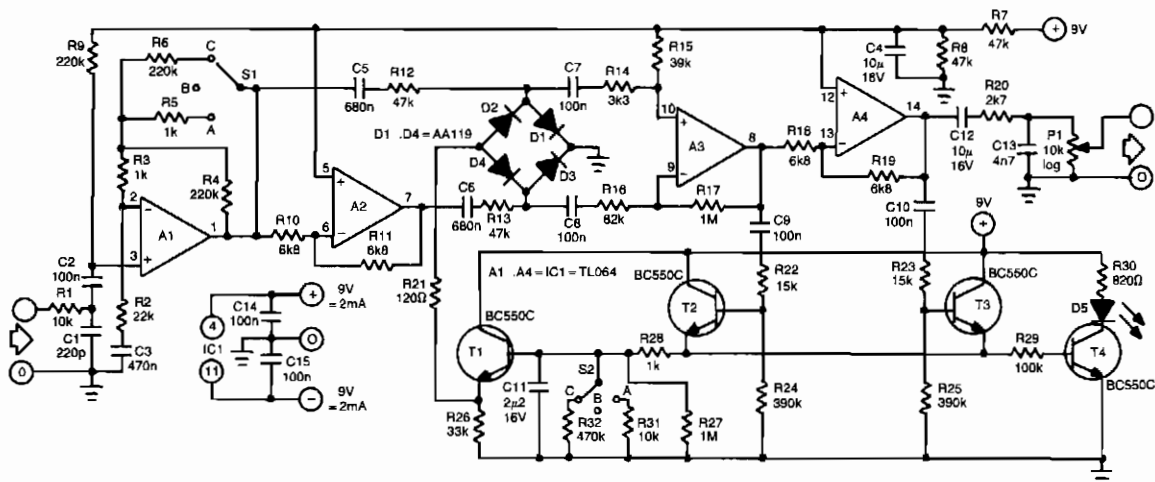 R9
220k
R6
220k
C
S1
B
R5
1k
A
R3
1k
R4
220k
2
−
A1
1
3
+
C2
100n
R1
10k
C1
220p
0
R2
22k
C3
470n
C5
680n
R12
47k
C7
100n
R14
3k3
R15
39k
D1 .D4=AA119
D2
D1
D4
D3
5
+
A2
7
6
−
R10
6k8
R11
6k8
C6
680n
R13
47k
C8
100n
R16
82k
R17
1M
10
+
A3
8
9
−
C4
10µ
16V
R8
47k
R7
47k
+
9V
12
+
A4
14
13
−
R18
6k8
R19
6k8
C12
10µ
16V
R20
2k7
C13
4n7
P1
10k
log
0
C10
100n
C9
100n
4
IC1
11
C14
100n
C15
100n
+
9V
=2mA
0
−
9V
=2mA
R21
120Ω
A1 .A4=IC1=TL064
BC550C
T1
R26
33k
C11
2µ2
16V
S2
C
B
A
R32
470k
R31
10k
R27
1M
R28
1k
BC550C
T2
R22
15k
R24
390k
R23
15k
R25
390k
9V
+
BC550C
T3
R29
100k
R30
820Ω
D5
T4
BC550C